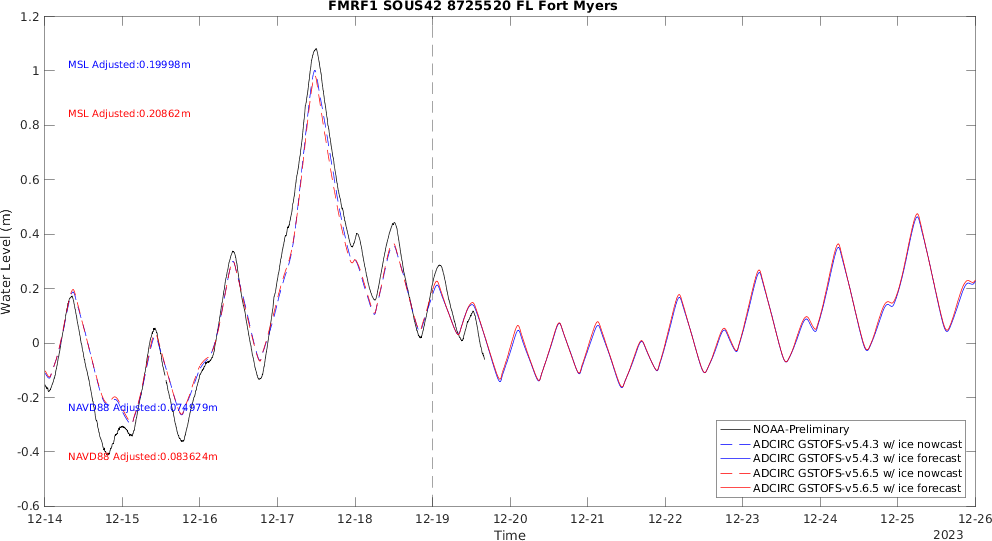 FMRF1 SOUS42 8725520 FL Fort Myers
1.2
1
0.8
0.6
0.4
0.2
0
-0.2
-0.4
-0.6
Water Level (m)
MSL Adjusted:0.19998m
MSL Adjusted:0.20862m
NAVD88 Adjusted:0.074979m
NAVD88 Adjusted:0.083624m
NOAA-Preliminary
ADCIRC GSTOFS-v5.4.3 w/ ice nowcast
ADCIRC GSTOFS-v5.4.3 w/ ice forecast
ADCIRC GSTOFS-v5.6.5 w/ ice nowcast
ADCIRC GSTOFS-v5.6.5 w/ ice forecast
12-14 12-15 12-16 12-17 12-18 12-19 12-20 12-21 12-22 12-23 12-24 12-25 12-26
Time
2023